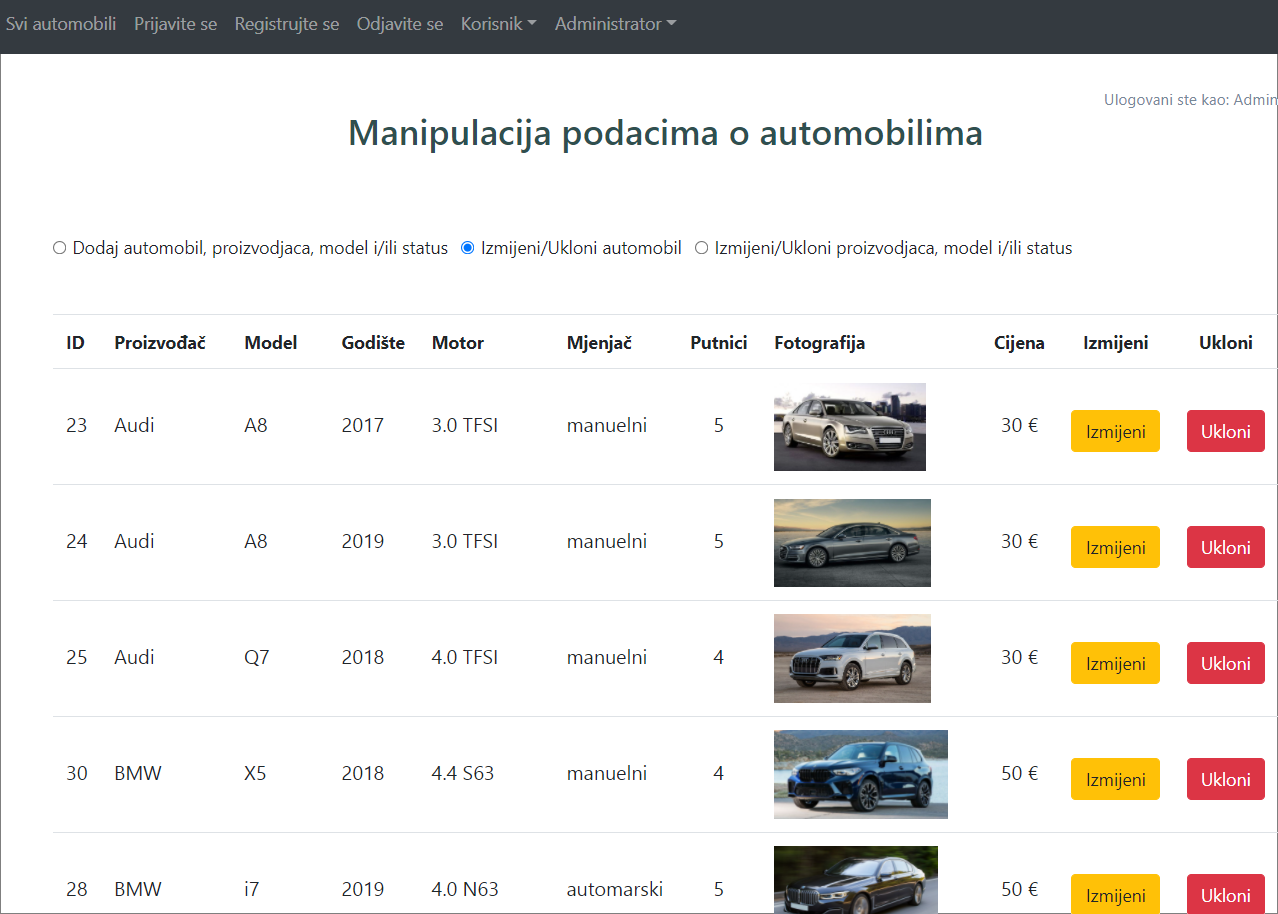 Svi automobili Prijavite se Registrujte se Odjavite se Korisnik Administrator
Ulogovani ste kao: Admin
Manipulacija podacima o automobilima
Dodaj automobil, proizvodjaca, model i/ili status Izmijeni/Ukloni automobil Izmijeni/Ukloni proizvodjaca, model i/ili status
ID Proizvođač Model Godište Motor Mjenjač Putnici Fotografija Cijena Izmijeni Ukloni
23 Audi A8 2017 3.0 TFSI manuelni 5 30 € Izmijeni Ukloni
24 Audi A8 2019 3.0 TFSI manuelni 5 30 € Izmijeni Ukloni
25 Audi Q7 2018 4.0 TFSI manuelni 4 30 € Izmijeni Ukloni
30 BMW X5 2018 4.4 S63 manuelni 4 50 € Izmijeni Ukloni
28 BMW i7 2019 4.0 N63 automarski 5 50 € Izmijeni Ukloni